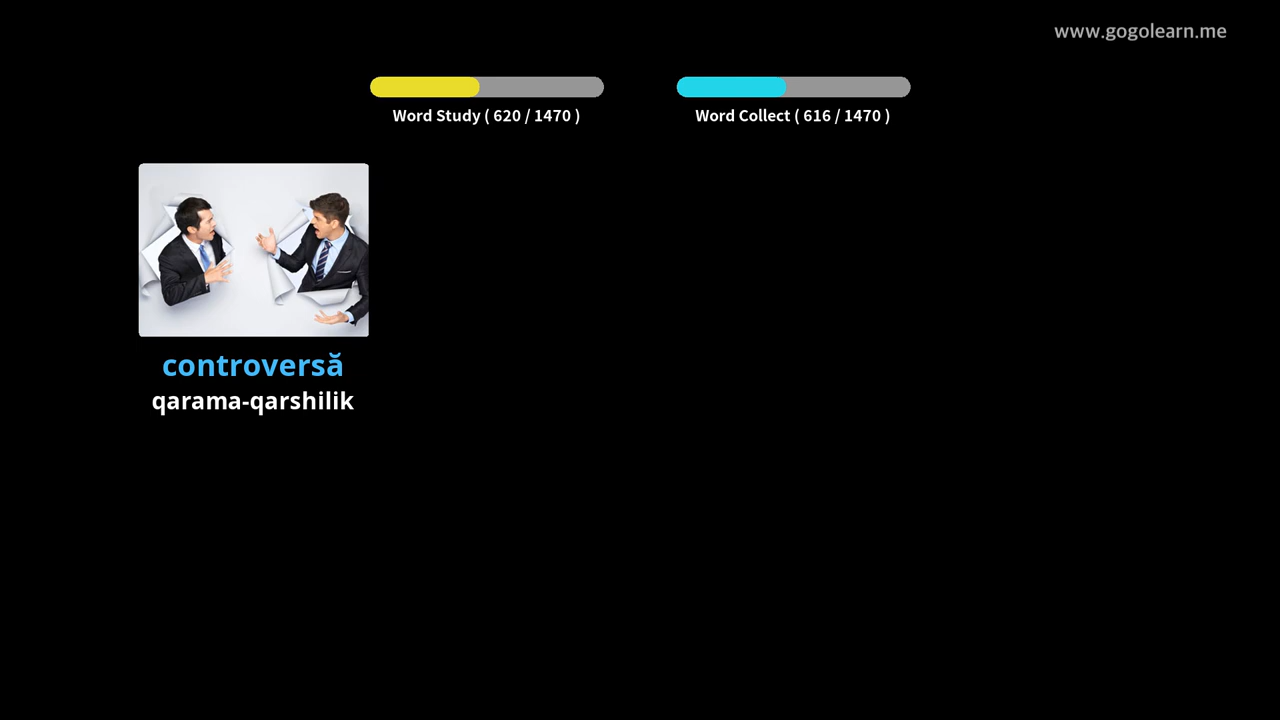 www.gogolearn.me
Word Study ( 620 / 1470 )
Word Collect ( 616 / 1470 )
controversă
qarama-qarshilik